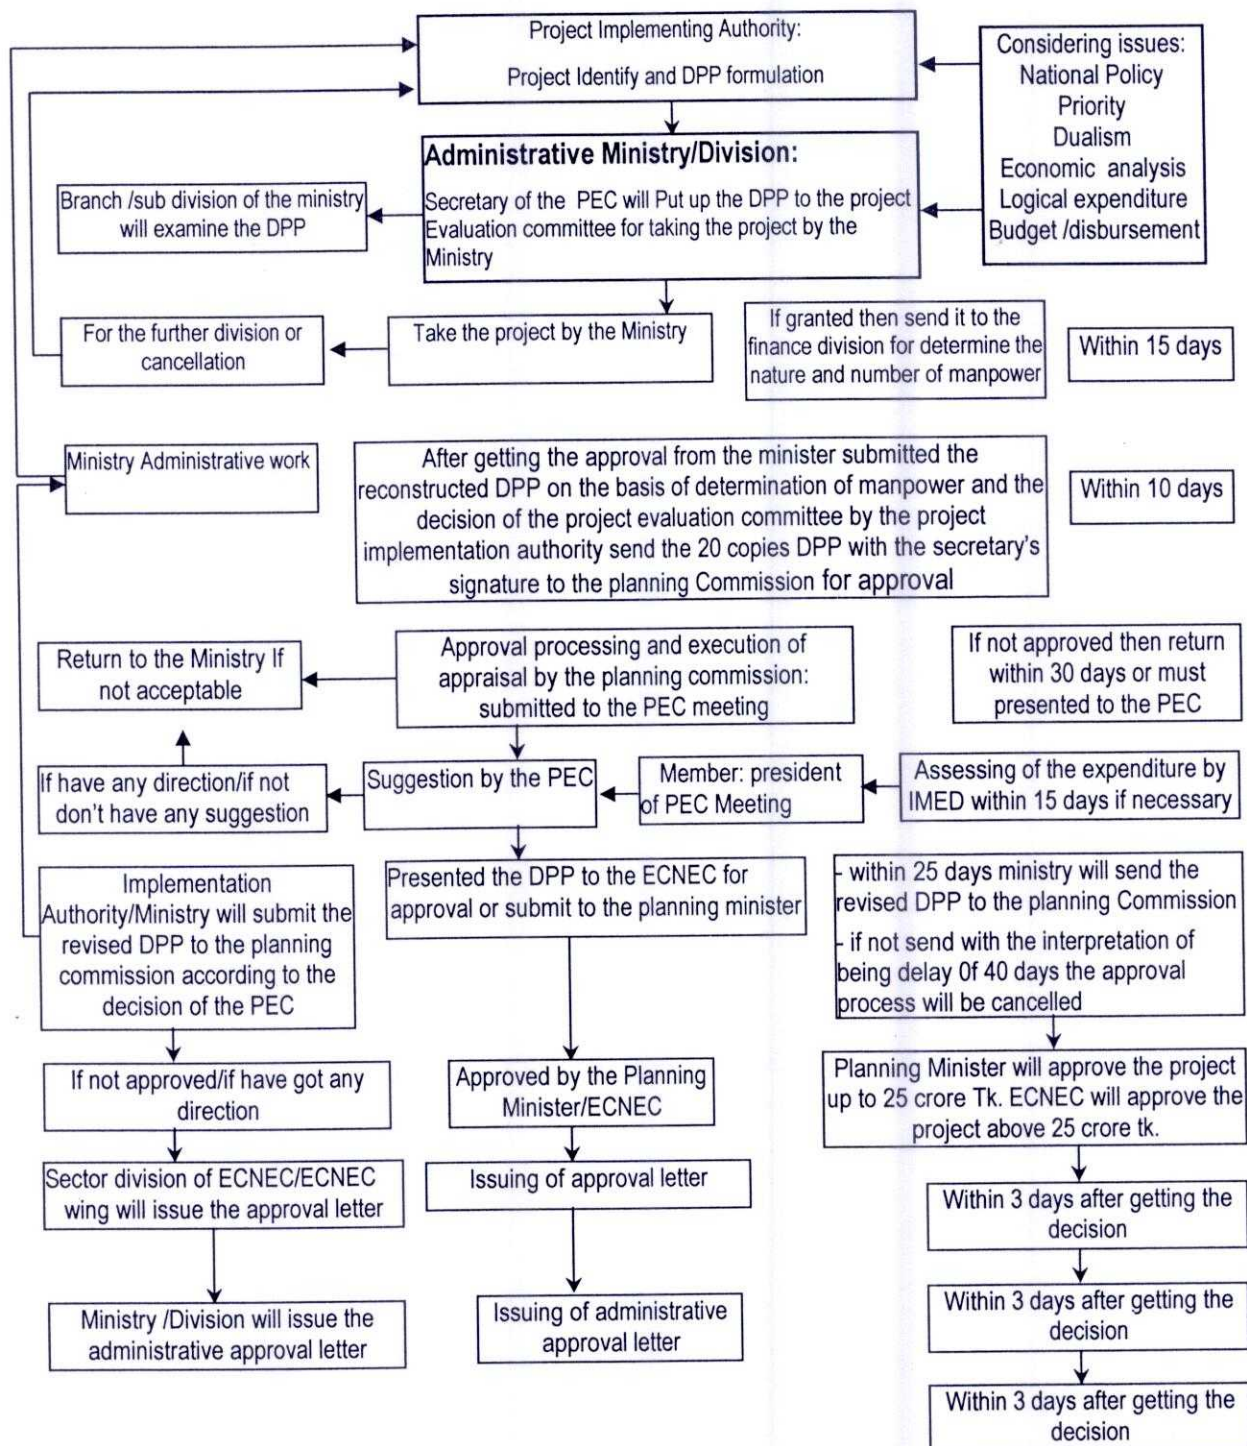 Project Implementing Authority:
Project Identify and DPP formulation
Considering issues:
National Policy
Priority
Dualism
Economic analysis
Logical expenditure
Budget /disbursement
Administrative Ministry/Division:
Secretary of the PEC will Put up the DPP to the project
Evaluation committee for taking the project by the
Ministry
Branch /sub division of the ministry
will examine the DPP
For the further division or
cancellation
Take the project by the Ministry
If granted then send it to the
finance division for determine the
nature and number of manpower
Within 15 days
Ministry Administrative work
After getting the approval from the minister submitted the
reconstructed DPP on the basis of determination of manpower and the
decision of the project evaluation committee by the project
implementation authority send the 20 copies DPP with the secretary's
signature to the planning Commission for approval
Within 10 days
Return to the Ministry If
not acceptable
Approval processing and execution of
appraisal by the planning commission:
submitted to the PEC meeting
If not approved then return
within 30 days or must
presented to the PEC
If have any direction/if not
don't have any suggestion
Suggestion by the PEC
Member: president
of PEC Meeting
Assessing of the expenditure by
IMED within 15 days if necessary
Implementation
Authority/Ministry will submit the
revised DPP to the planning
commission according to the
decision of the PEC
Presented the DPP to the ECNEC for
approval or submit to the planning minister
- within 25 days ministry will send the
revised DPP to the planning Commission
- if not send with the interpretation of
being delay 0f 40 days the approval
process will be cancelled
If not approved/if have got any
direction
Approved by the Planning
Minister/ECNEC
Planning Minister will approve the project
up to 25 crore Tk. ECNEC will approve the
project above 25 crore tk.
Sector division of ECNEC/ECNEC
wing will issue the approval letter
Issuing of approval letter
Within 3 days after getting the
decision
Ministry /Division will issue the
administrative approval letter
Issuing of administrative
approval letter
Within 3 days after getting the
decision
Within 3 days after getting the
decision